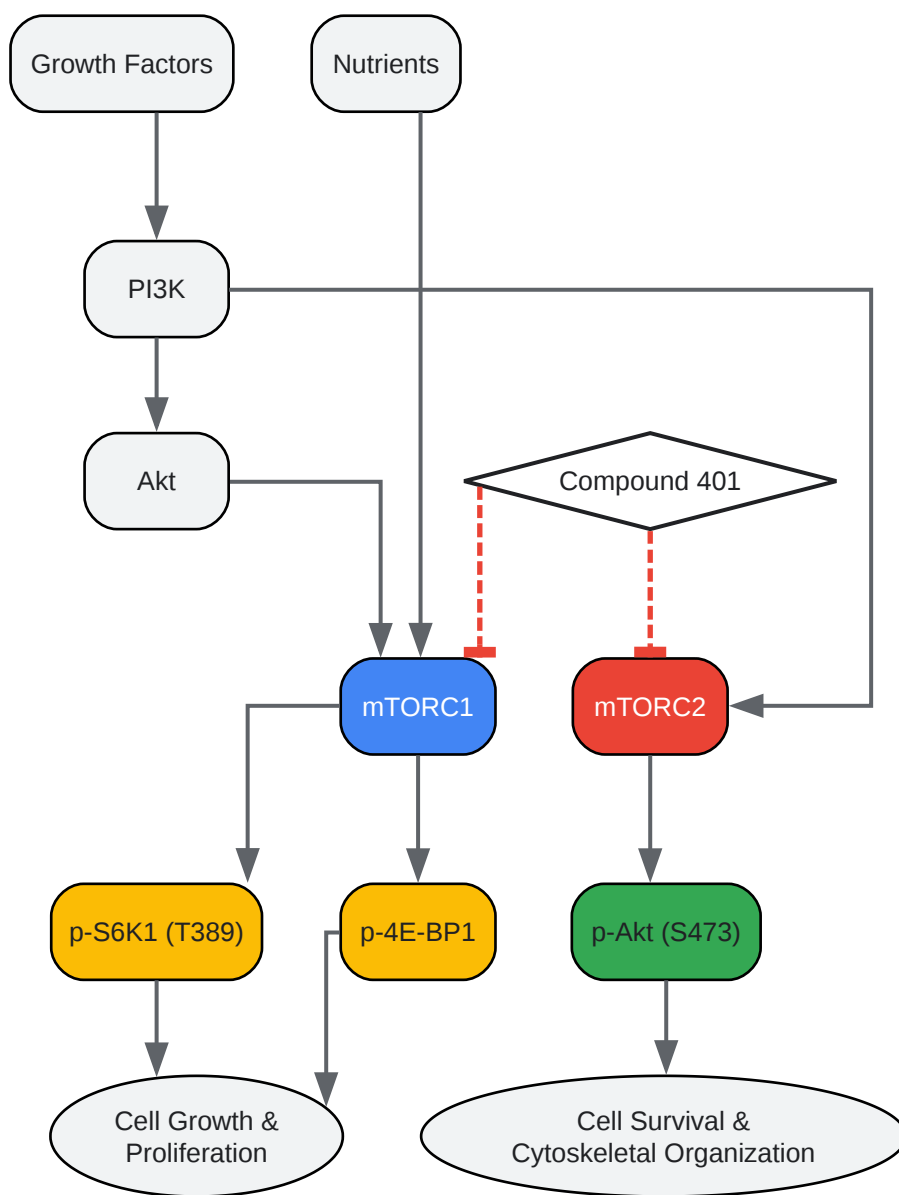 Growth Factors
Nutrients
PI3K
Akt
Compound 401
mTORC1
mTORC2
p-S6K1 (T389)
p-4E-BP1
p-Akt (S473)
Cell Growth &
Proliferation
Cell Survival &
Cytoskeletal Organization